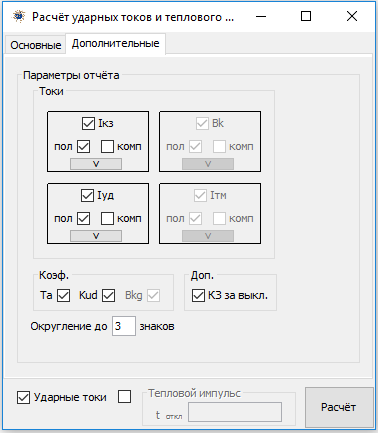 Расчёт ударных токов и теплового ...
Основные Дополнительные
Параметры отчёта
Токи
Iкз Bk
пол комп пол комп
V V
Iуд Iтм
пол комп пол комп
V V
Коэф. Доп.
Ta Kud Bkg КЗ за выкл.
Округление до 3 знаков
Ударные токи Тепловой импульс
t откл
Расчёт